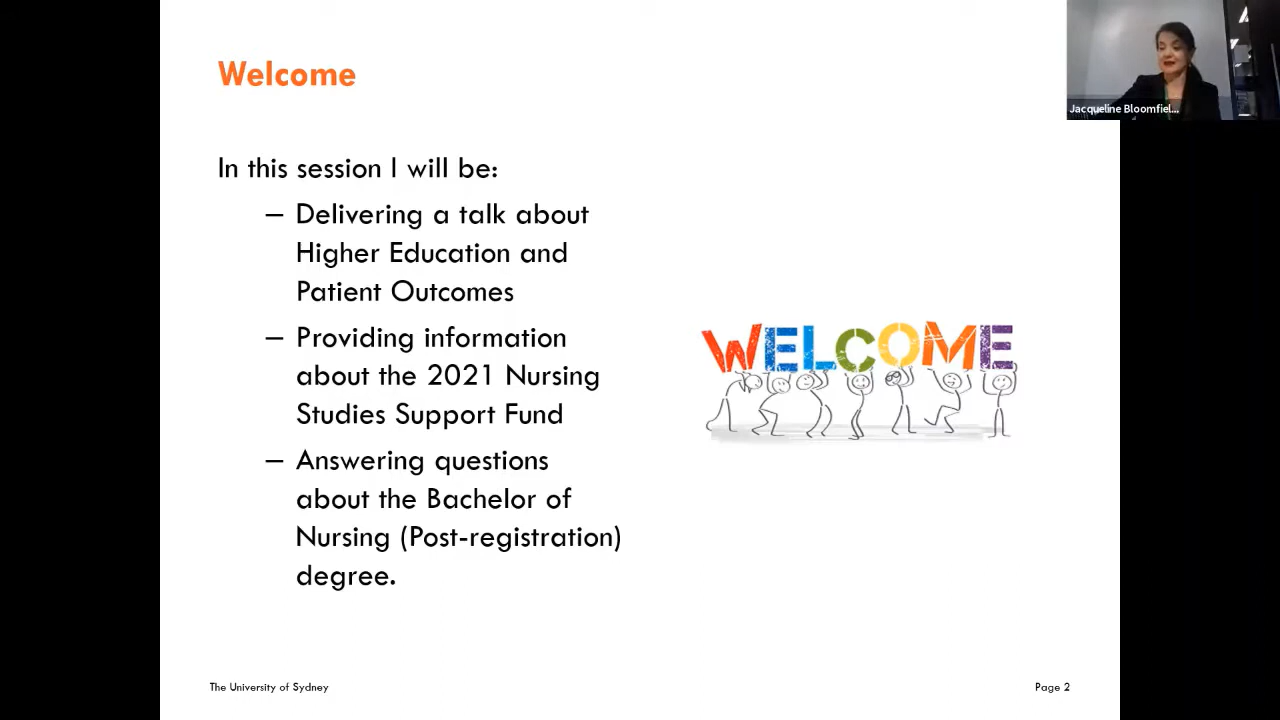 Welcome
Jacqueline Bloomfiel...
In this session I will be:
– Delivering a talk about
Higher Education and
Patient Outcomes
– Providing information
about the 2021 Nursing
Studies Support Fund
– Answering questions
about the Bachelor of
Nursing (Post-registration)
degree.
WELCOME
The University of Sydney
Page 2